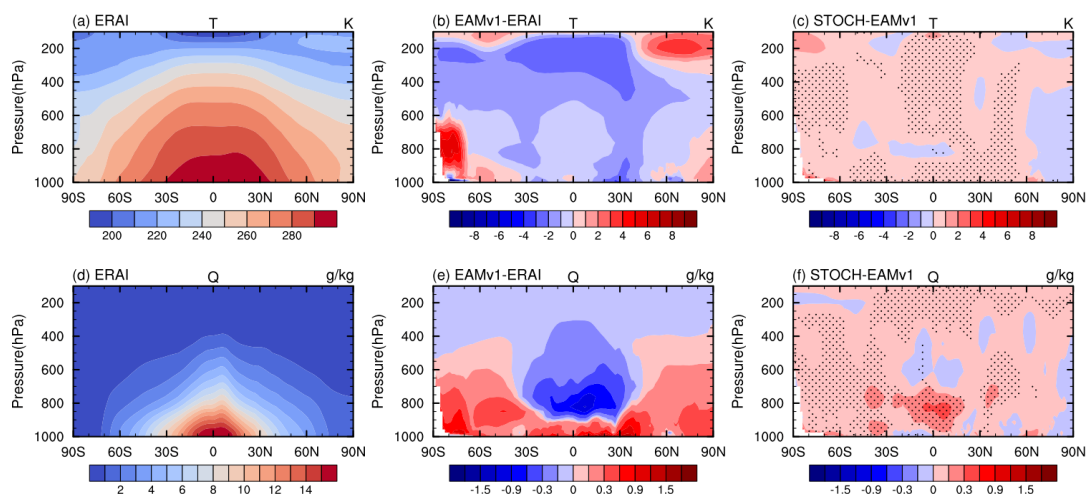 (a) ERAI T K
(b) EAMv1-ERAI T K
(c) STOCH-EAMv1 T K
Pressure(hPa)
200
400
600
800
1000
90S 60S 30S 0 30N 60N 90N
200 220 240 260 280
Pressure(hPa)
200
400
600
800
1000
90S 60S 30S 0 30N 60N 90N
-8 -6 -4 -2 0 2 4 6 8
Pressure(hPa)
200
400
600
800
1000
90S 60S 30S 0 30N 60N 90N
-8 -6 -4 -2 0 2 4 6 8
(d) ERAI Q g/kg
(e) EAMv1-ERAI Q g/kg
(f) STOCH-EAMv1 Q g/kg
Pressure(hPa)
200
400
600
800
1000
90S 60S 30S 0 30N 60N 90N
2 4 6 8 10 12 14
Pressure(hPa)
200
400
600
800
1000
90S 60S 30S 0 30N 60N 90N
-1.5 -0.9 -0.3 0 0.3 0.9 1.5
Pressure(hPa)
200
400
600
800
1000
90S 60S 30S 0 30N 60N 90N
-1.5 -0.9 -0.3 0 0.3 0.9 1.5